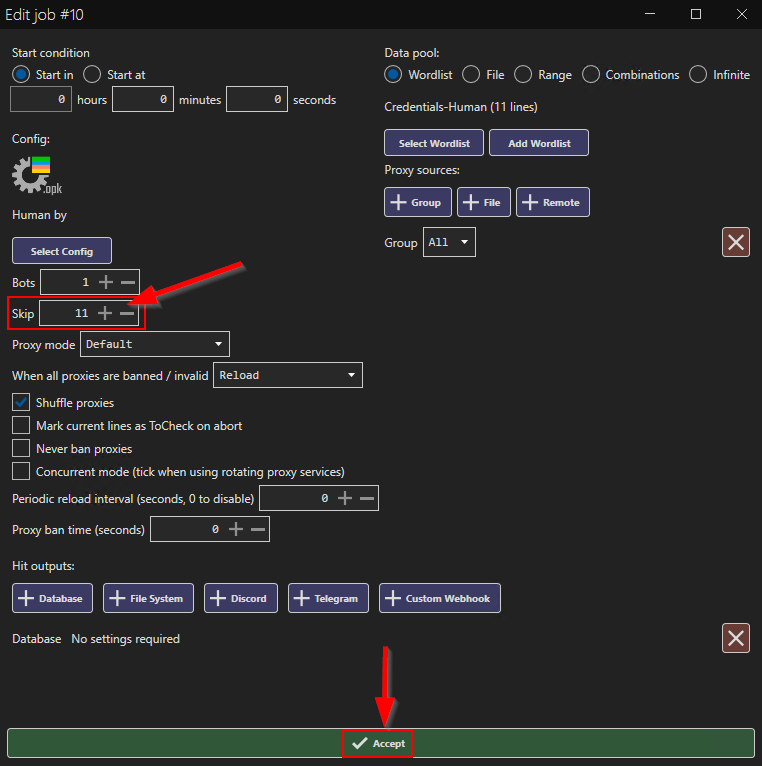 Edit job #10
Start condition
Start in Start at
0 hours 0 minutes 0 seconds
Config:
.opk
Human by
Select Config
Bots 1
Skip 11
Proxy mode Default
When all proxies are banned / invalid Reload
Shuffle proxies
Mark current lines as ToCheck on abort
Never ban proxies
Concurrent mode (tick when using rotating proxy services)
Periodic reload interval (seconds, 0 to disable) 0
Proxy ban time (seconds) 0
Hit outputs:
Database File System Discord Telegram Custom Webhook
Database No settings required
Data pool:
Wordlist File Range Combinations Infinite
Credentials-Human (11 lines)
Select Wordlist Add Wordlist
Proxy sources:
Group File Remote
Group All
Accept